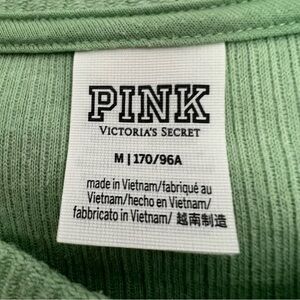 PINK
VICTORIA'S SECRET
M | 170/96A
made in Vietnam/fabriqué au
Vietnam/hecho en Vietnam/
fabbricato in Vietnam/ 越南制造